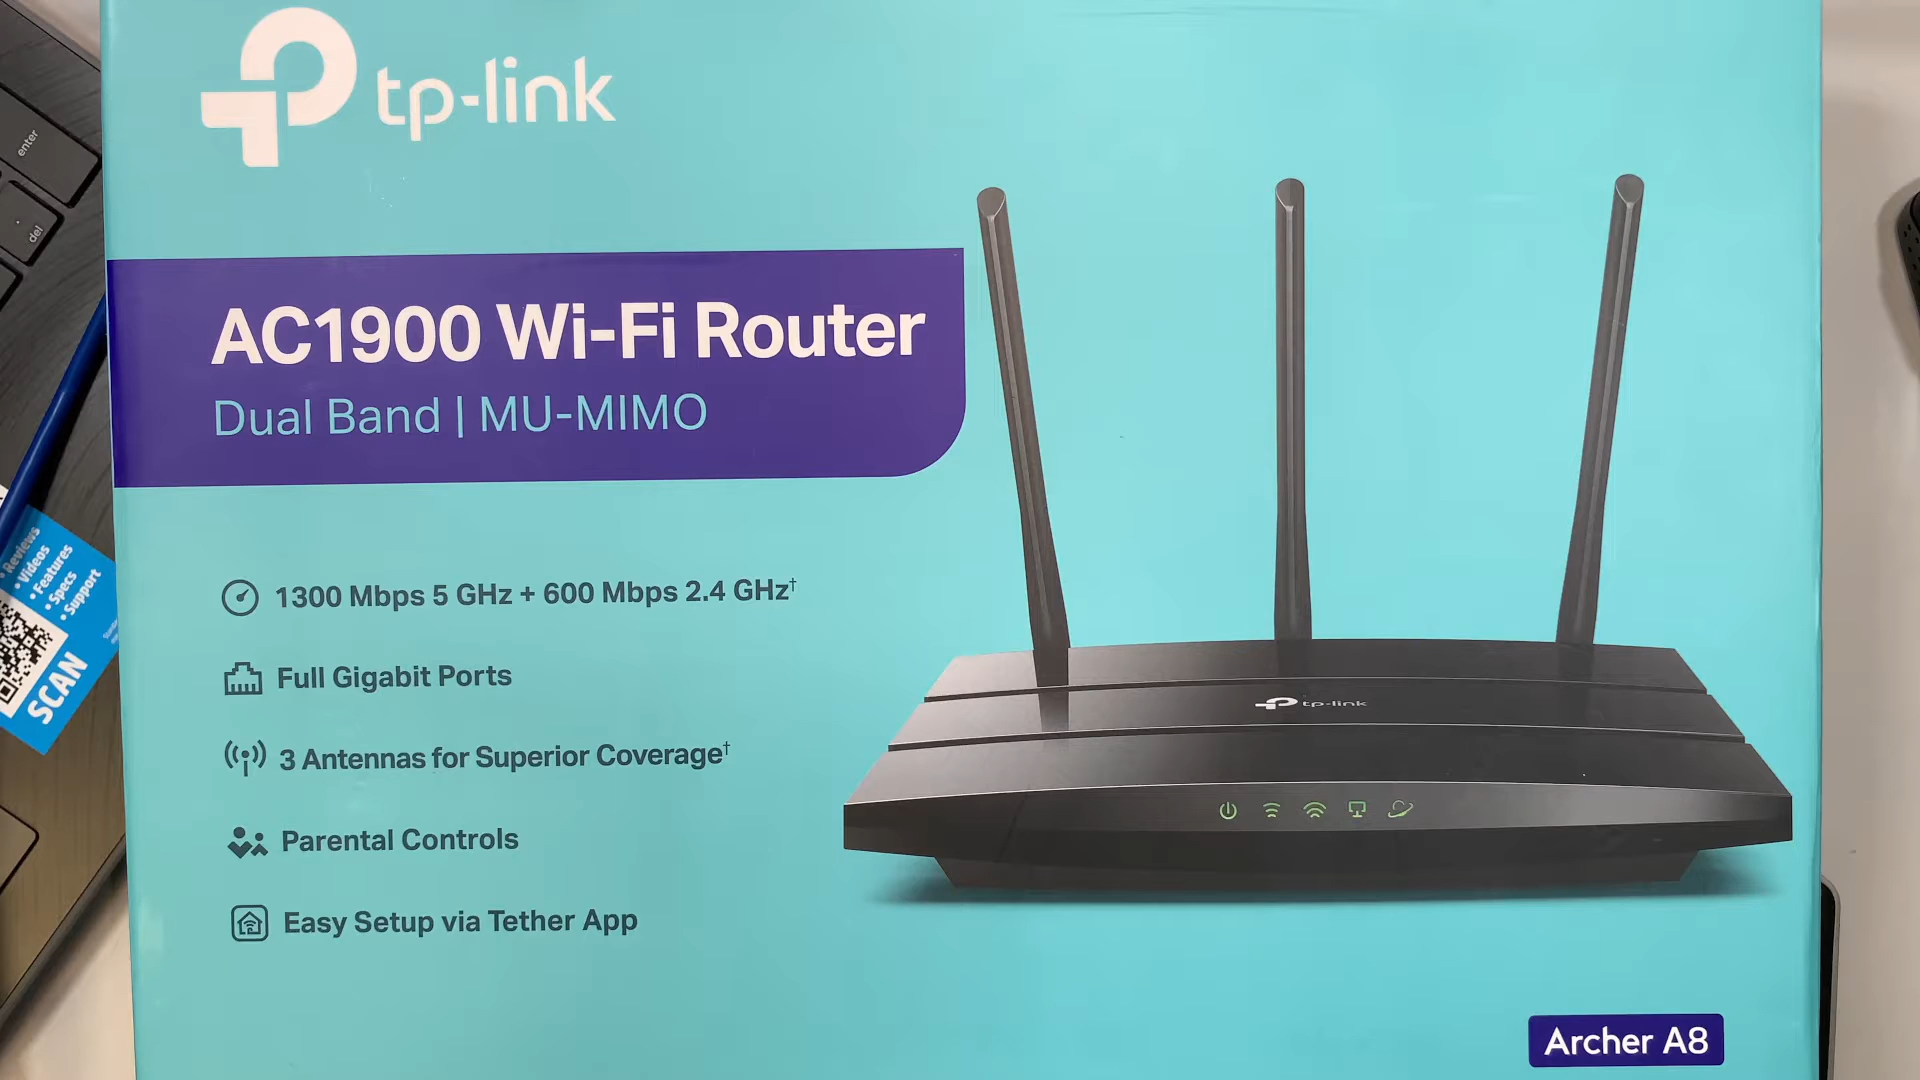 tp-link
AC1900 Wi-Fi Router
Dual Band | MU-MIMO
1300 Mbps 5 GHz + 600 Mbps 2.4 GHz†
Full Gigabit Ports
3 Antennas for Superior Coverage†
Parental Controls
Easy Setup via Tether App
tp-link
Archer A8
enter
del
• Reviews
• Videos
• Features
• Specs
• Support
SCAN